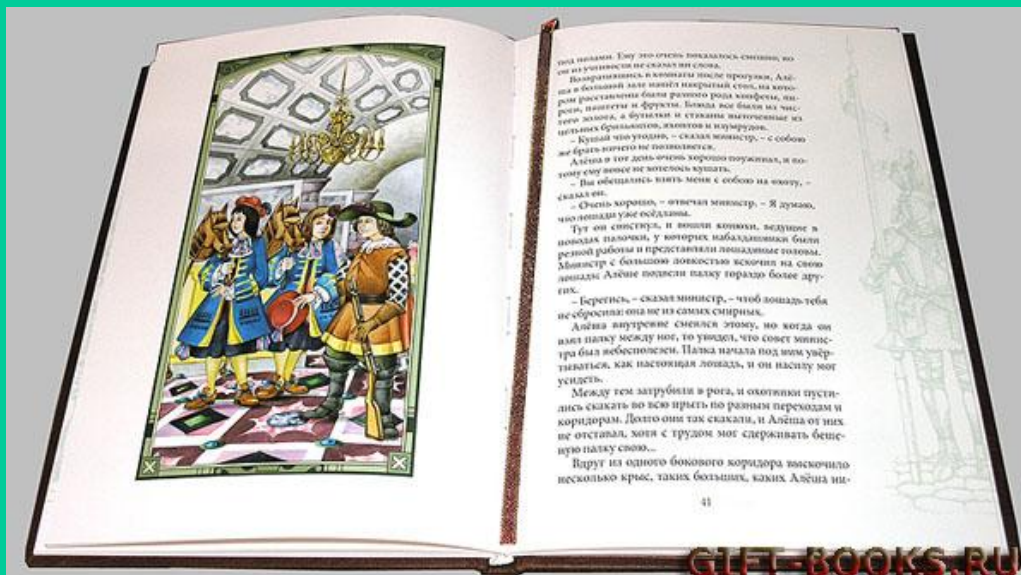 под полами. Ему это очень показалось смешно; но
он из учтивости не сказал ни слова.
Возвратившись в комнаты после прогулки, Алё-
ша в большой зале нашёл накрытый стол, на кото-
ром расставлены были разного рода конфеты, пи-
роги, паштеты и фрукты. Блюда все были из чис-
того золота, а бутылки и стаканы выточенные из
цельных брильянтов, яхонтов и изумрудов.
– Кушай что угодно, – сказал министр, – с собою
же брать ничего не позволяется.
Алёша в тот день очень хорошо поужинал, и по-
тому ему вовсе не хотелось кушать.
– Вы обещались взять меня с собою на охоту, –
сказал он.
– Очень хорошо, – отвечал министр. – Я думаю,
что лошади уже осёдланы.
Тут он свистнул, и вошли конюхи, ведущие в
поводах палочки, у которых набалдашники были
резной работы и представляли лошадиные головы.
Министр с большою ловкостью вскочил на свою
лошадь; Алёше подвели палку гораздо более дру-
гих.
– Берегись, – сказал министр, – чтоб лошадь тебя
не сбросила: она не из самых смирных.
Алёша внутренне смеялся этому, но когда он
взял палку между ног, то увидел, что совет минис-
тра был небесполезен. Палка начала под ним увёр-
тываться, как настоящая лошадь, и он насилу мог
усидеть.
Между тем затрубили в рога, и охотники пусти-
лись скакать во всю прыть по разным переходам и
коридорам. Долго они так скакали, и Алёша от них
не отставал, хотя с трудом мог сдерживать беше-
ную палку свою...
Вдруг из одного бокового коридора выскочило
несколько крыс, таких больших, каких Алёша ни-
41
GIFT-BOOKS.RU